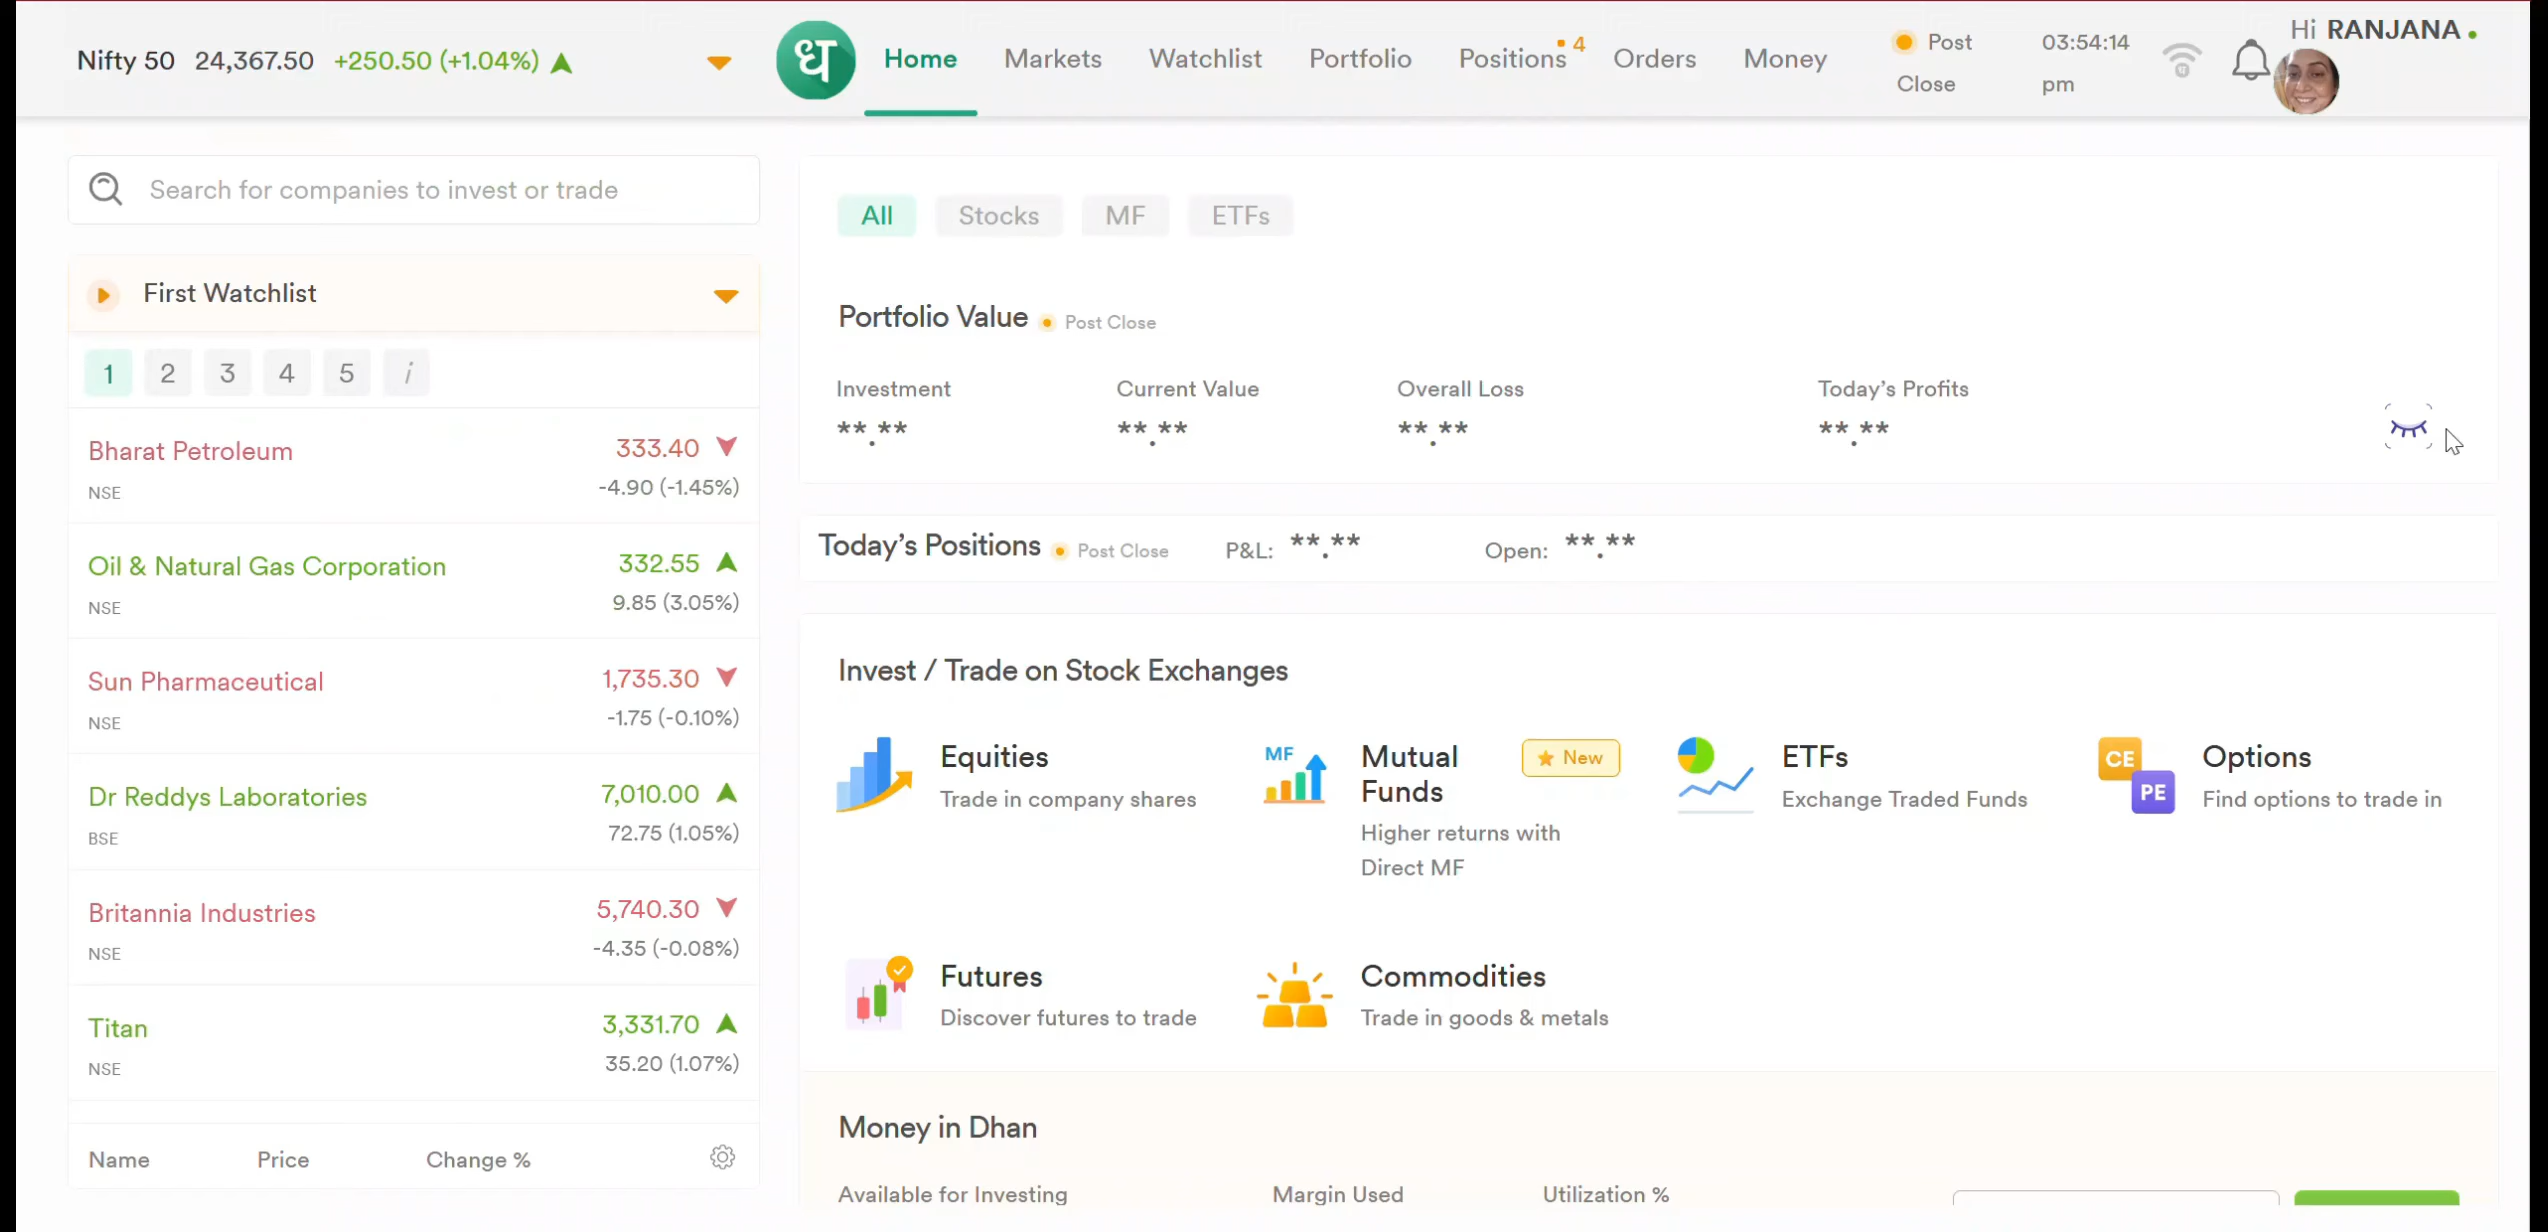 Nifty 50 24,367.50 +250.50 (+1.04%)
ध
Home Markets Watchlist Portfolio Positions 4 Orders Money
Post Close
03:54:14 pm
Hi RANJANA
Search for companies to invest or trade
First Watchlist
1 2 3 4 5 i
Bharat Petroleum 333.40
NSE -4.90 (-1.45%)
Oil & Natural Gas Corporation 332.55
NSE 9.85 (3.05%)
Sun Pharmaceutical 1,735.30
NSE -1.75 (-0.10%)
Dr Reddys Laboratories 7,010.00
BSE 72.75 (1.05%)
Britannia Industries 5,740.30
NSE -4.35 (-0.08%)
Titan 3,331.70
NSE 35.20 (1.07%)
Name Price Change %
All Stocks MF ETFs
Portfolio Value Post Close
Investment Current Value Overall Loss Today's Profits
**.** **.** **.** **.**
Today's Positions Post Close P&L: **.** Open: **.**
Invest / Trade on Stock Exchanges
Equities
Trade in company shares
MF
Mutual Funds
New
Higher returns with
Direct MF
ETFs
Exchange Traded Funds
CE
PE
Options
Find options to trade in
Futures
Discover futures to trade
Commodities
Trade in goods & metals
Money in Dhan
Available for Investing Margin Used Utilization %